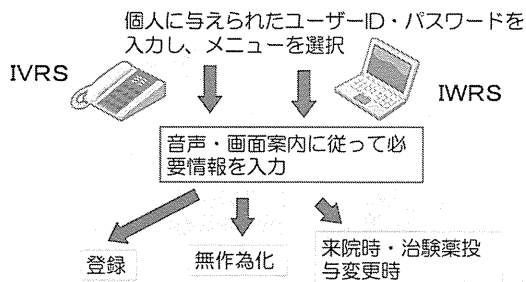 個人に与えられたユーザーID・パスワードを
入力し、メニューを選択
IVRS
IWRS
音声・画面案内に従って必
要情報を入力
登録
無作為化
来院時・治験薬投
与変更時